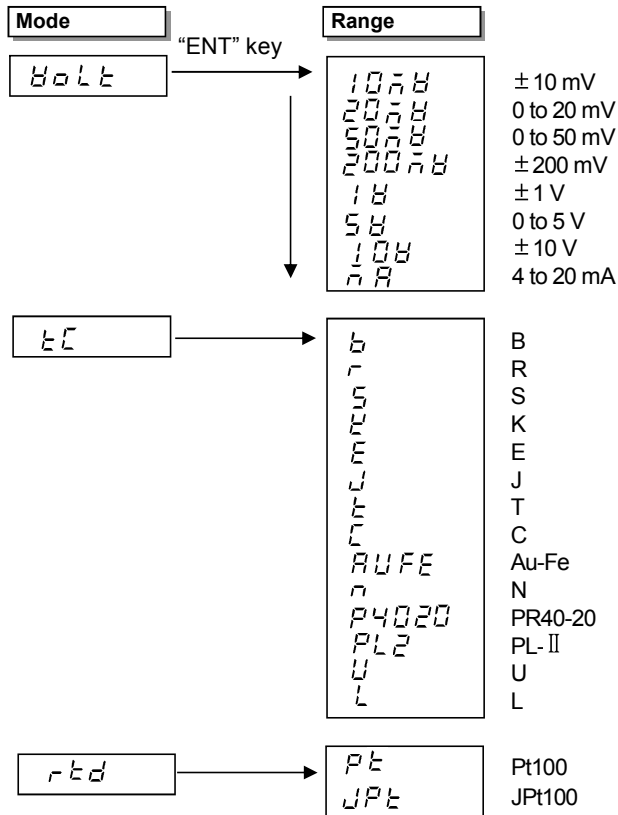 Mode Range
"ENT" key
VoLt 10mV ± 10 mV
20mV 0 to 20 mV
50mV 0 to 50 mV
200mV ± 200 mV
1V ± 1 V
5V 0 to 5 V
10V ± 10 V
mA 4 to 20 mA
tC b B
r R
S S
K K
E E
J J
t T
C C
AUFE Au-Fe
n N
P4020 PR40-20
PL2 PL-Ⅱ
U U
L L
rtd Pt Pt100
JPt JPt100